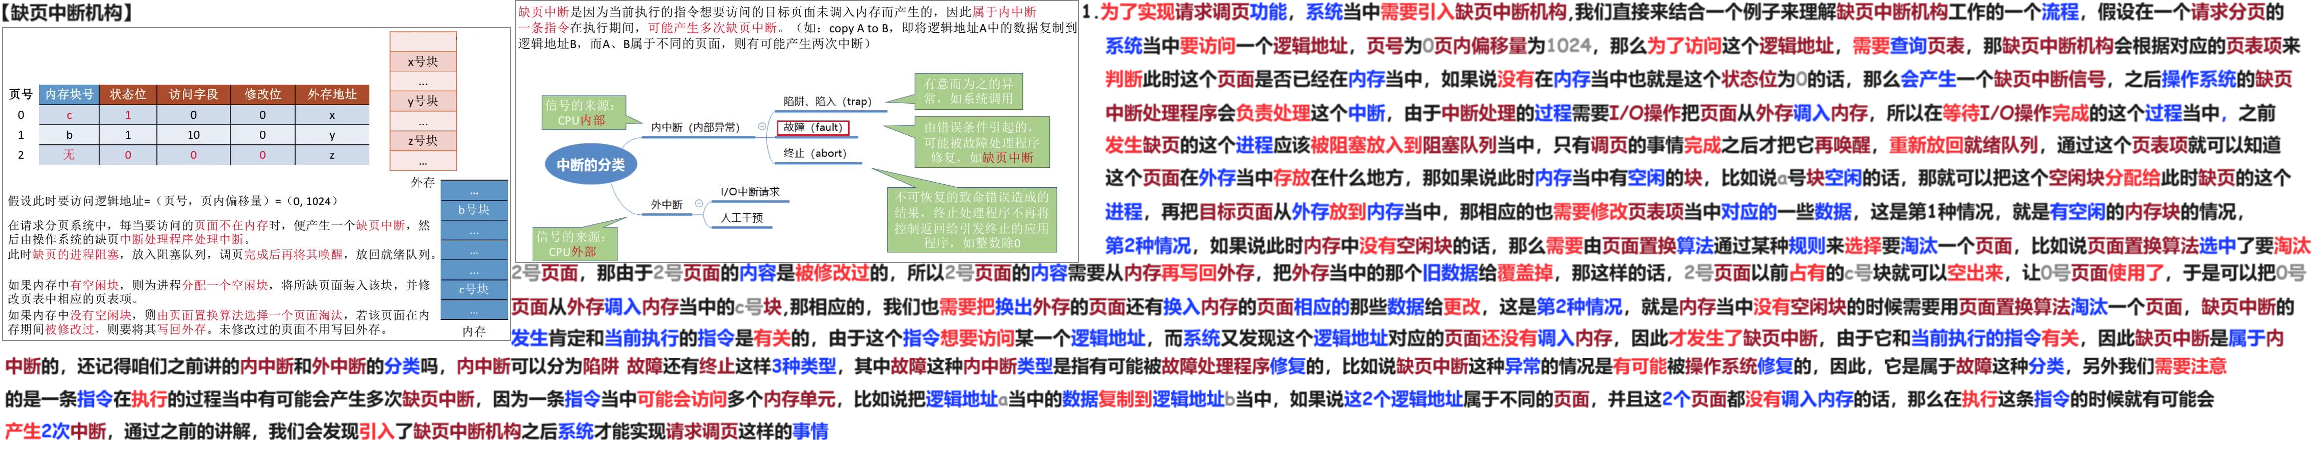 【缺页中断机构】
页号 内存块号 状态位 访问字段 修改位 外存地址
0 c 1 0 0 x
1 b 1 10 0 y
2 无 0 0 0 z
x号块
...
y号块
...
z号块
...
外存
...
b号块
...
...
...
c号块
...
内存
假设此时要访问逻辑地址=（页号，页内偏移量）=（0, 1024）
在请求分页系统中，每当要访问的页面不在内存时，便产生一个缺页中断，然
后由操作系统的缺页中断处理程序处理中断。
此时缺页的进程阻塞，放入阻塞队列，调页完成后再将其唤醒，放回就绪队列。
如果内存中有空闲块，则为进程分配一个空闲块，将所缺页面装入该块，并修
改页表中相应的页表项。
如果内存中没有空闲块，则由页面置换算法选择一个页面淘汰，若该页面在内
存期间被修改过，则要将其写回外存。未修改过的页面不用写回外存。
缺页中断是因为当前执行的指令想要访问的目标页面未调入内存而产生的，因此属于内中断
一条指令在执行期间，可能产生多次缺页中断。（如：copy A to B，即将逻辑地址A中的数据复制到
逻辑地址B，而A、B属于不同的页面，则有可能产生两次中断）
中断的分类
信号的来源：
CPU内部
内中断（内部异常）
陷阱、陷入（trap）
有意而为之的异
常，如系统调用
故障（fault）
由错误条件引起的，
可能被故障处理程序
修复，如缺页中断
终止（abort）
不可恢复的致命错误造成的
结果，终止处理程序不再将
控制返回给引发终止的应用
程序，如整数除0
信号的来源：
CPU外部
外中断
I/O中断请求
人工干预
1.为了实现请求调页功能，系统当中需要引入缺页中断机构,我们直接来结合一个例子来理解缺页中断机构工作的一个流程，假设在一个请求分页的
系统当中要访问一个逻辑地址，页号为0页内偏移量为1024，那么为了访问这个逻辑地址，需要查询页表，那缺页中断机构会根据对应的页表项来
判断此时这个页面是否已经在内存当中，如果说没有在内存当中也就是这个状态位为0的话，那么会产生一个缺页中断信号，之后操作系统的缺页
中断处理程序会负责处理这个中断，由于中断处理的过程需要I/O操作把页面从外存调入内存，所以在等待I/O操作完成的这个过程当中，之前
发生缺页的这个进程应该被阻塞放入到阻塞队列当中，只有调页的事情完成之后才把它再唤醒，重新放回就绪队列，通过这个页表项就可以知道
这个页面在外存当中存放在什么地方，那如果说此时内存当中有空闲的块，比如说a号块空闲的话，那就可以把这个空闲块分配给此时缺页的这个
进程，再把目标页面从外存放到内存当中，那相应的也需要修改页表项当中对应的一些数据，这是第1种情况，就是有空闲的内存块的情况，
第2种情况，如果说此时内存中没有空闲块的话，那么需要由页面置换算法通过某种规则来选择要淘汰一个页面，比如说页面置换算法选中了要淘汰
2号页面，那由于2号页面的内容是被修改过的，所以2号页面的内容需要从内存再写回外存，把外存当中的那个旧数据给覆盖掉，那这样的话，2号页面以前占有的c号块就可以空出来，让0号页面使用了，于是可以把0号
页面从外存调入内存当中的c号块,那相应的，我们也需要把换出外存的页面还有换入内存的页面相应的那些数据给更改，这是第2种情况，就是内存当中没有空闲块的时候需要用页面置换算法淘汰一个页面，缺页中断的
发生肯定和当前执行的指令是有关的，由于这个指令想要访问某一个逻辑地址，而系统又发现这个逻辑地址对应的页面还没有调入内存，因此才发生了缺页中断，由于它和当前执行的指令有关，因此缺页中断是属于内
中断的，还记得咱们之前讲的内中断和外中断的分类吗，内中断可以分为陷阱 故障还有终止这样3种类型，其中故障这种内中断类型是指有可能被故障处理程序修复的，比如说缺页中断这种异常的情况是有可能被操作系统修复的，因此，它是属于故障这种分类，另外我们需要注意
的是一条指令在执行的过程当中有可能会产生多次缺页中断，因为一条指令当中可能会访问多个内存单元，比如说把逻辑地址a当中的数据复制到逻辑地址b当中，如果说这2个逻辑地址属于不同的页面，并且这2个页面都没有调入内存的话，那么在执行这条指令的时候就有可能会
产生2次中断，通过之前的讲解，我们会发现引入了缺页中断机构之后系统才能实现请求调页这样的事情